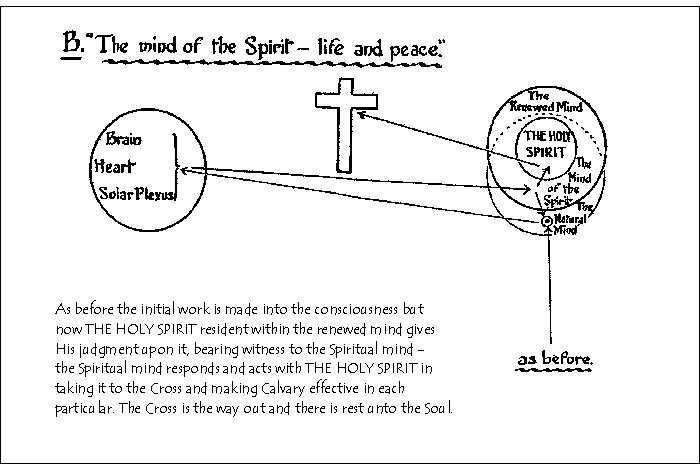 B. "The mind of the Spirit – life and peace."
Brain
Heart
Solar Plexus
The
Renewed Mind
THE HOLY
SPIRIT
The
Mind
of the
Spirit
The
Natural
Mind
as before.
As before the initial work is made into the consciousness but
now THE HOLY SPIRIT resident within the renewed mind gives
His judgment upon it, bearing witness to the Spiritual mind –
the Spiritual mind responds and acts with THE HOLY SPIRIT in
taking it to the Cross and making Calvary effective in each
particular. The Cross is the way out and there is rest unto the Soul.